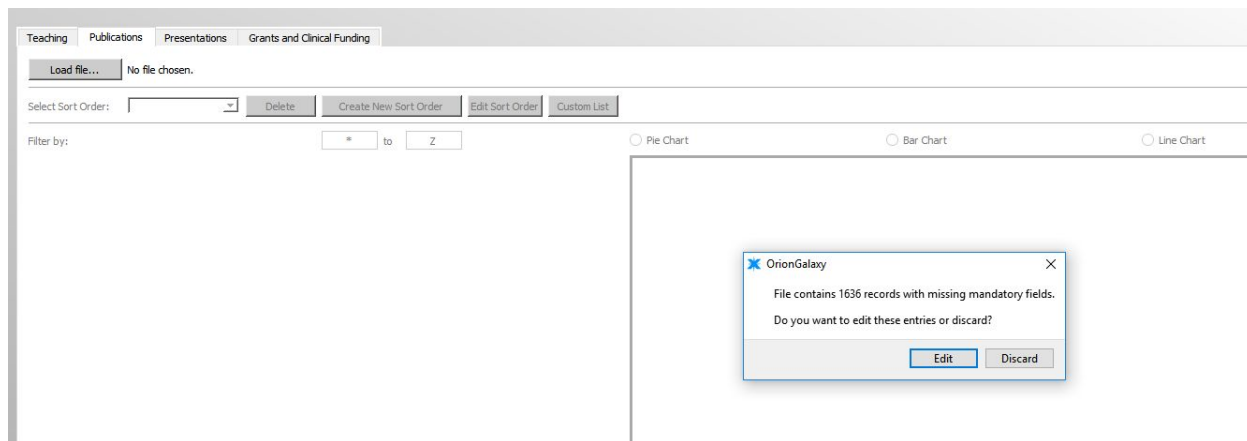 Teaching Publications Presentations Grants and Clinical Funding
Load file... No file chosen.
Select Sort Order: Delete Create New Sort Order Edit Sort Order Custom List
Filter by: * to Z
Pie Chart Bar Chart Line Chart
OrionGalaxy
File contains 1636 records with missing mandatory fields.
Do you want to edit these entries or discard?
Edit Discard